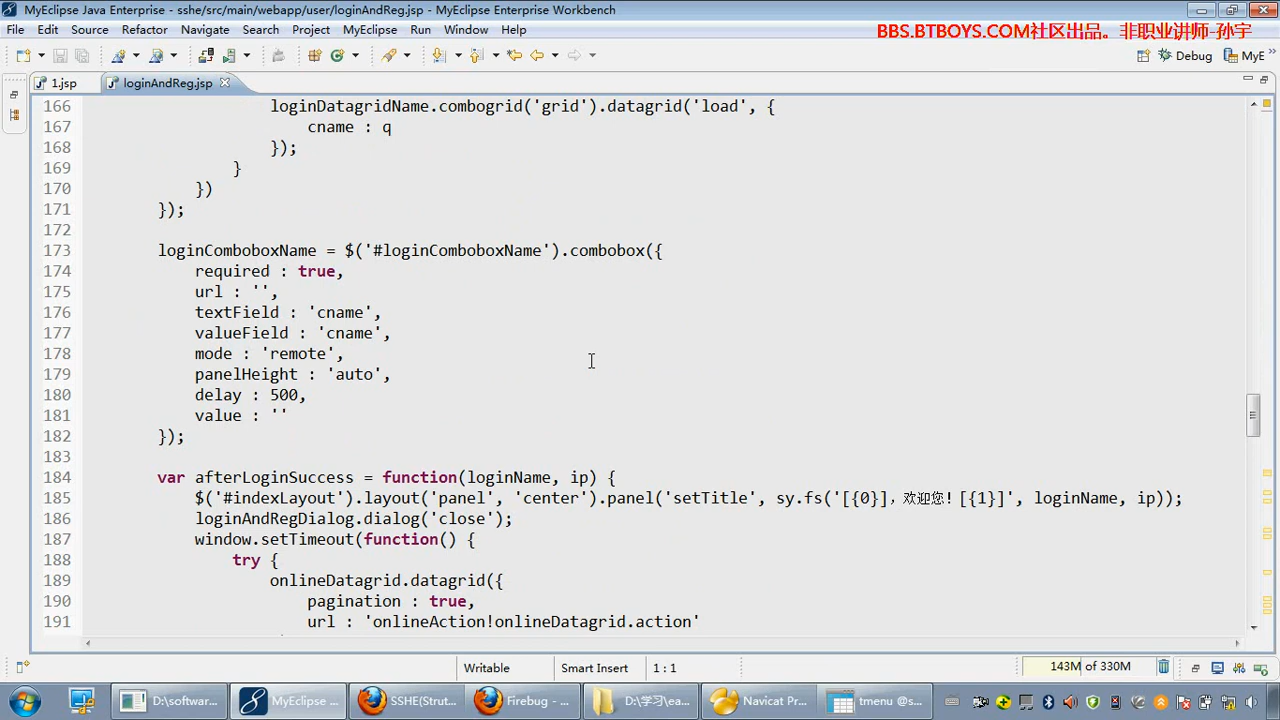 MyEclipse Java Enterprise - sshe/src/main/webapp/user/loginAndReg.jsp - MyEclipse Enterprise Workbench
File Edit Source Refactor Navigate Search Project MyEclipse Run Window Help
BBS.BTBOYS.COM社区出品。非职业讲师-孙宇
Debug MyE
1.jsp loginAndReg.jsp
166 loginDatagridName.combogrid('grid').datagrid('load', {
167 cname : q
168 });
169 }
170 })
171 });
172
173 loginComboboxName = $('#loginComboboxName').combobox({
174 required : true,
175 url : '',
176 textField : 'cname',
177 valueField : 'cname',
178 mode : 'remote',
179 panelHeight : 'auto',
180 delay : 500,
181 value : ''
182 });
183
184 var afterLoginSuccess = function(loginName, ip) {
185 $('#indexLayout').layout('panel', 'center').panel('setTitle', sy.fs('[{0}]，欢迎您！[{1}]', loginName, ip));
186 loginAndRegDialog.dialog('close');
187 window.setTimeout(function() {
188 try {
189 onlineDatagrid.datagrid({
190 pagination : true,
191 url : 'onlineAction!onlineDatagrid.action'
Writable Smart Insert 1 : 1 143M of 330M
D:\software... MyEclipse ... SSHE(Strut... Firebug - ... D:\学习\ea... Navicat Pr... tmenu @s...